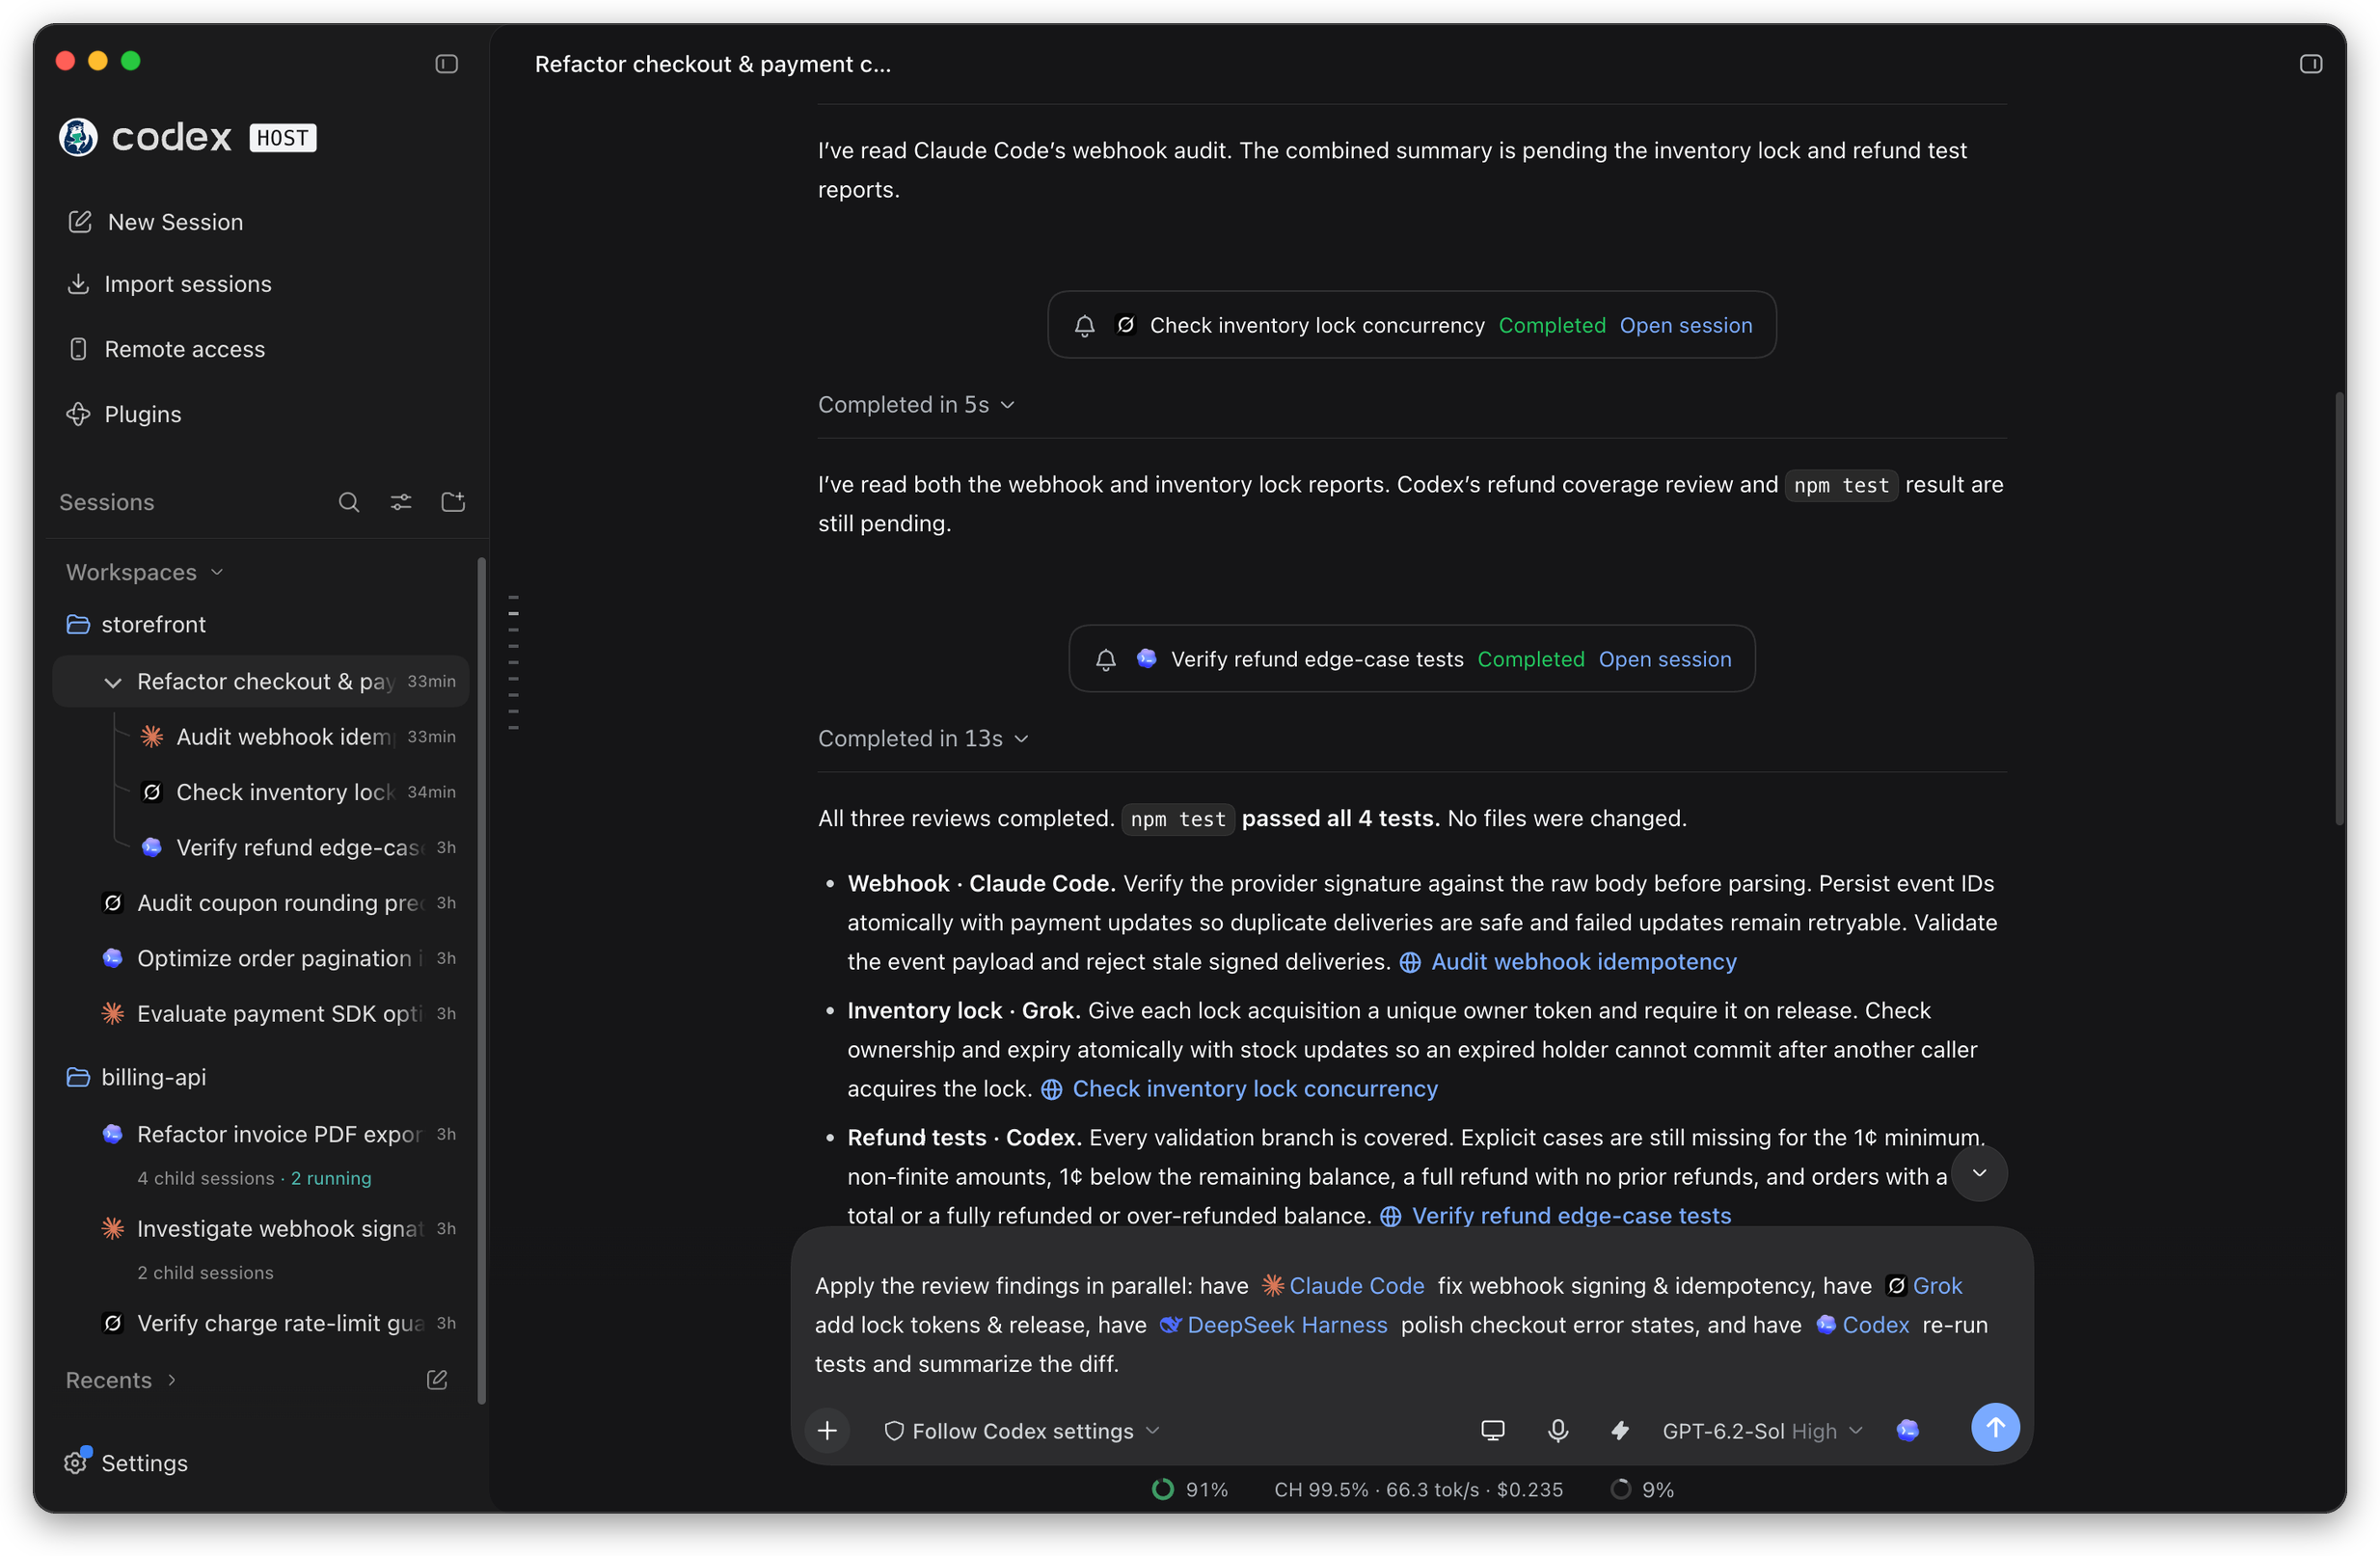 Refactor checkout & payment c...
codex HOST
New Session
Import sessions
Remote access
Plugins
Sessions
Workspaces
storefront
Refactor checkout & pay 33min
Audit webhook idem 33min
Check inventory lock 34min
Verify refund edge-case 3h
Audit coupon rounding pre 3h
Optimize order pagination i 3h
Evaluate payment SDK opti 3h
billing-api
Refactor invoice PDF expor 3h
4 child sessions · 2 running
Investigate webhook signat 3h
2 child sessions
Verify charge rate-limit gua 3h
Recents
Settings
I’ve read Claude Code’s webhook audit. The combined summary is pending the inventory lock and refund test
reports.
Check inventory lock concurrency Completed Open session
Completed in 5s
I’ve read both the webhook and inventory lock reports. Codex’s refund coverage review and npm test result are
still pending.
Verify refund edge-case tests Completed Open session
Completed in 13s
All three reviews completed. npm test passed all 4 tests. No files were changed.
• Webhook · Claude Code. Verify the provider signature against the raw body before parsing. Persist event IDs
atomically with payment updates so duplicate deliveries are safe and failed updates remain retryable. Validate
the event payload and reject stale signed deliveries. Audit webhook idempotency
• Inventory lock · Grok. Give each lock acquisition a unique owner token and require it on release. Check
ownership and expiry atomically with stock updates so an expired holder cannot commit after another caller
acquires the lock. Check inventory lock concurrency
• Refund tests · Codex. Every validation branch is covered. Explicit cases are still missing for the 1¢ minimum,
non-finite amounts, 1¢ below the remaining balance, a full refund with no prior refunds, and orders with a
total or a fully refunded or over-refunded balance. Verify refund edge-case tests
Apply the review findings in parallel: have Claude Code fix webhook signing & idempotency, have Grok
add lock tokens & release, have DeepSeek Harness polish checkout error states, and have Codex re-run
tests and summarize the diff.
Follow Codex settings
GPT-6.2-Sol High
91% CH 99.5% · 66.3 tok/s · $0.235 9%